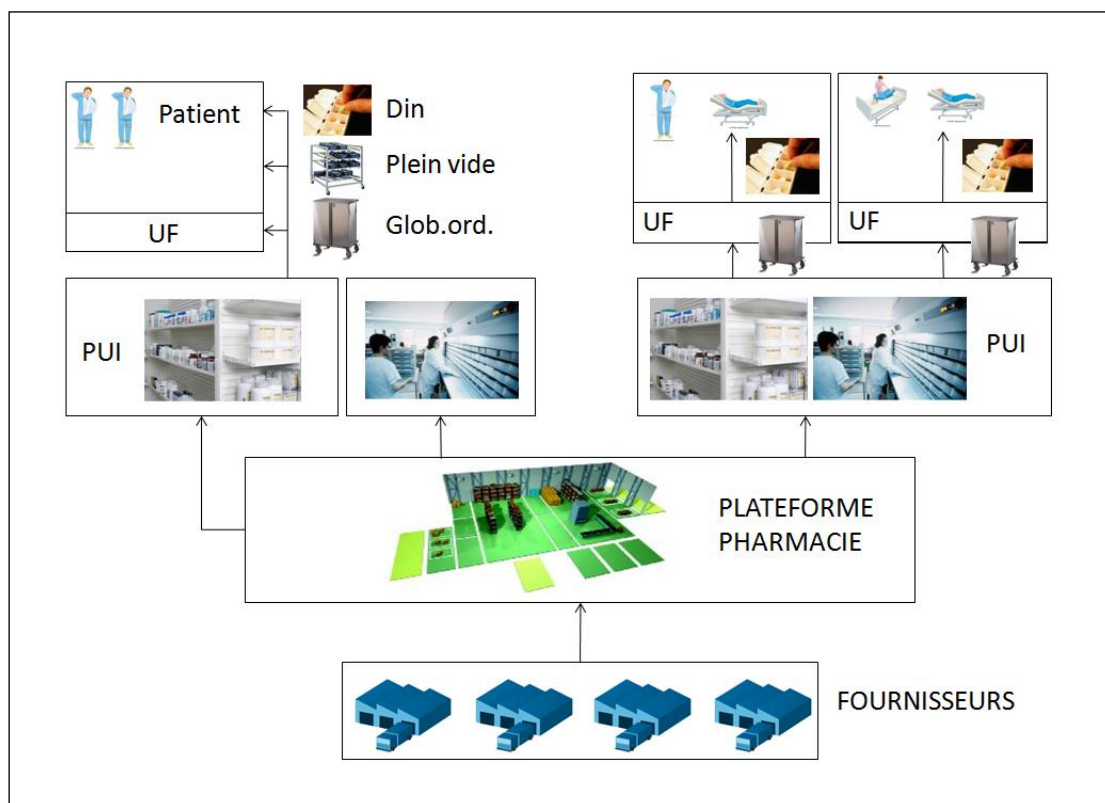 Patient
Din
Plein vide
UF
Glob.ord.
UF
UF
PUI
PUI
PLATEFORME
PHARMACIE
FOURNISSEURS